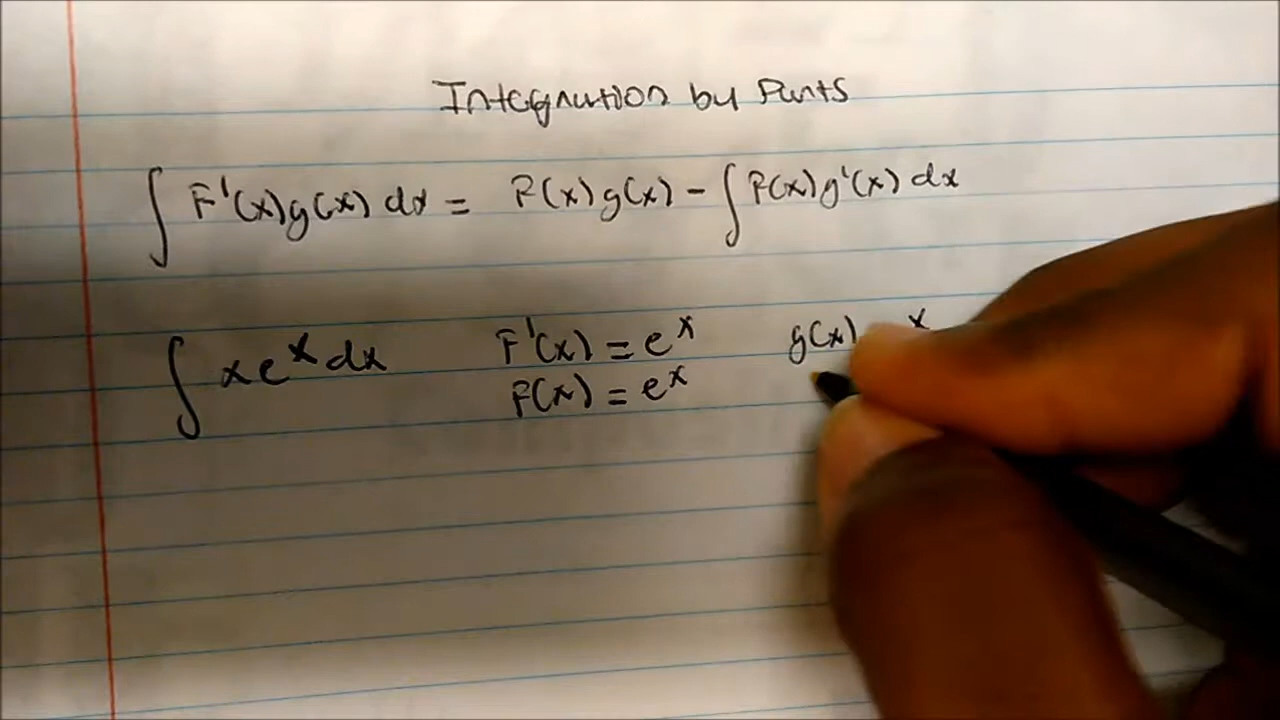 Integration by Parts
∫ F'(x)g(x) dx = F(x)g(x) - ∫ F(x)g'(x) dx
∫ xe^x dx F'(x) = e^x g(x) x
F(x) = e^x